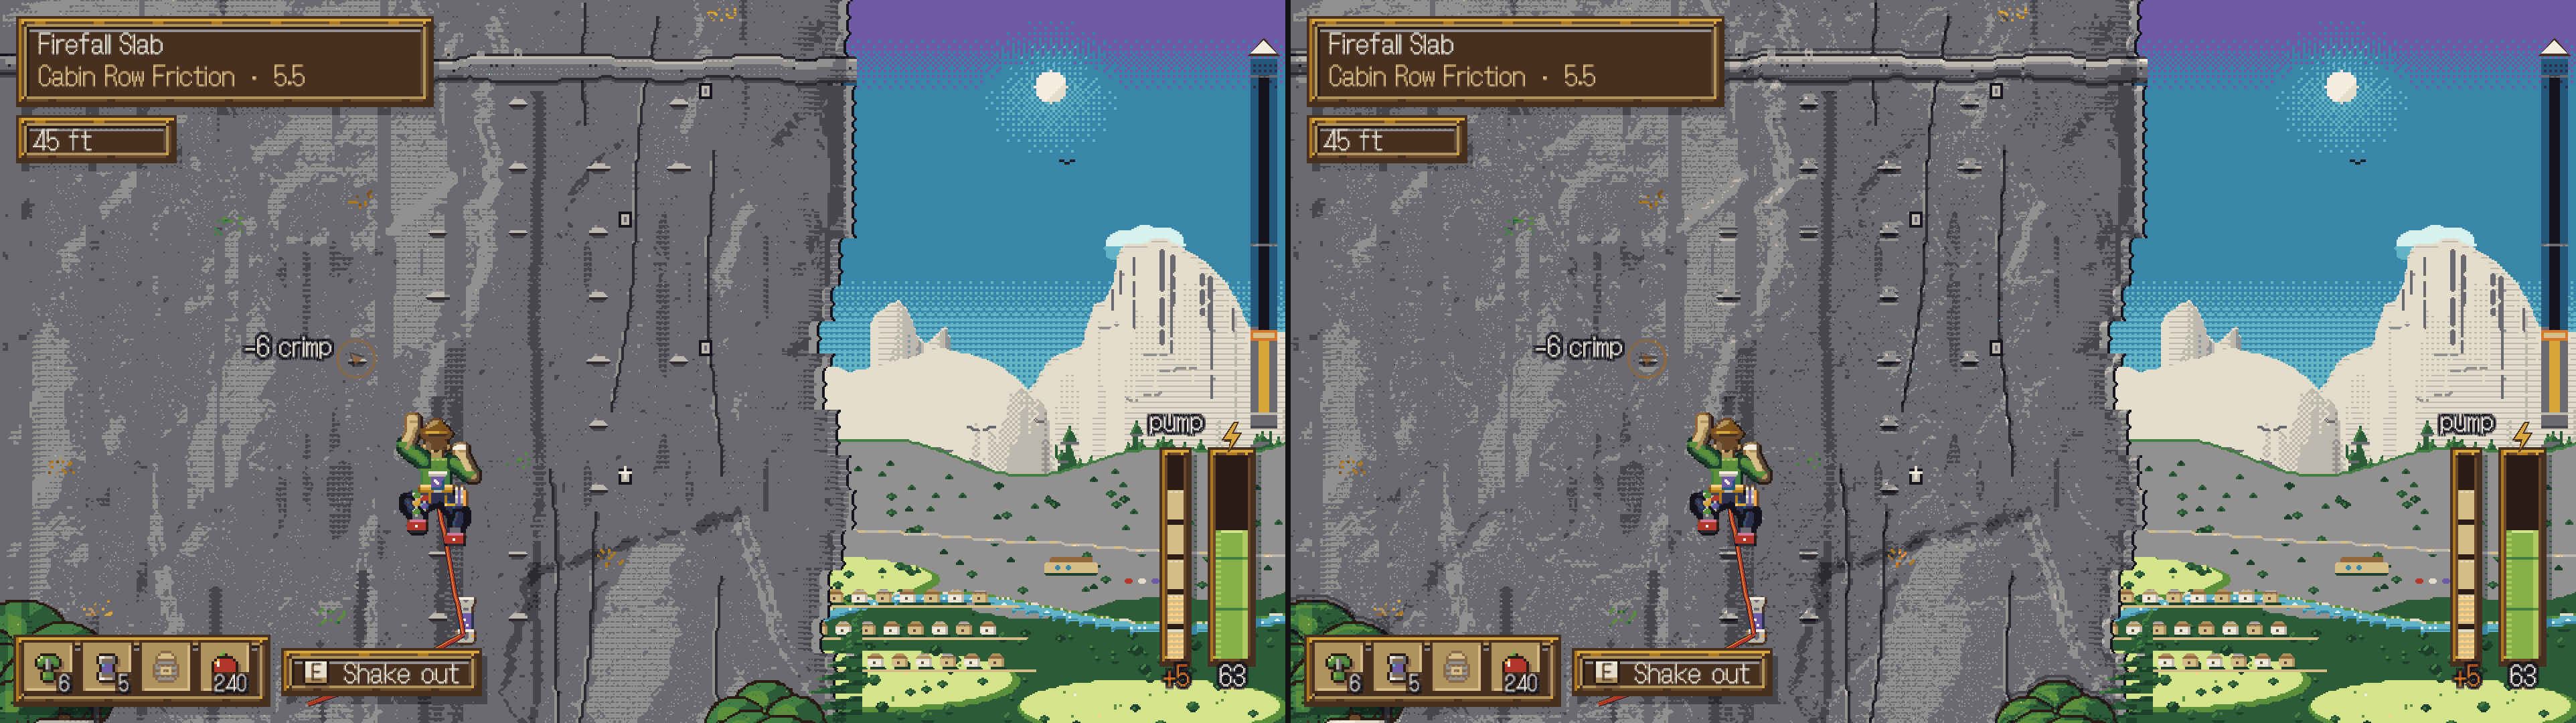 Firefall Slab
Cabin Row Friction · 5.5
45 ft
-6 crimp
pump
6
5
240
E Shake out
+5
63
Firefall Slab
Cabin Row Friction · 5.5
45 ft
-6 crimp
pump
6
5
240
E Shake out
+5
63